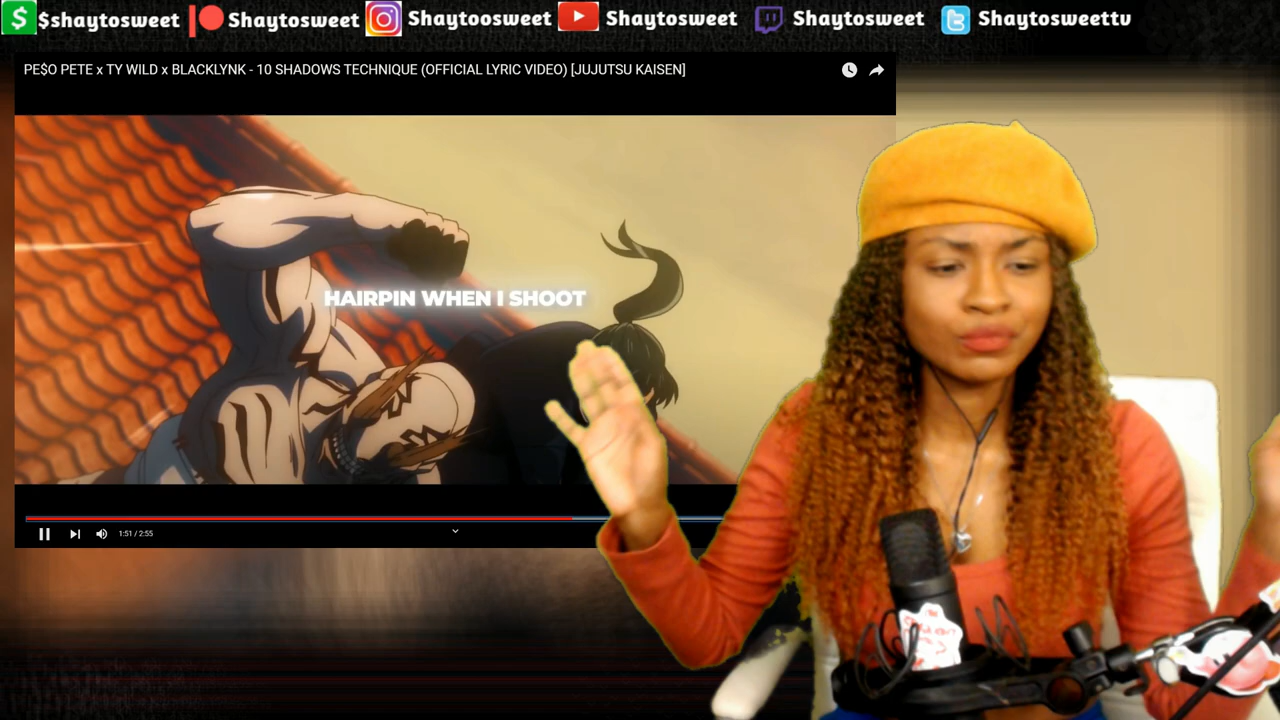 $shaytosweet Shaytosweet Shaytoosweet Shaytosweet Shaytosweet Shaytosweettv
PE$O PETE x TY WILD x BLACKLYNK - 10 SHADOWS TECHNIQUE (OFFICIAL LYRIC VIDEO) [JUJUTSU KAISEN]
HAIRPIN WHEN I SHOOT
1:51 / 2:55